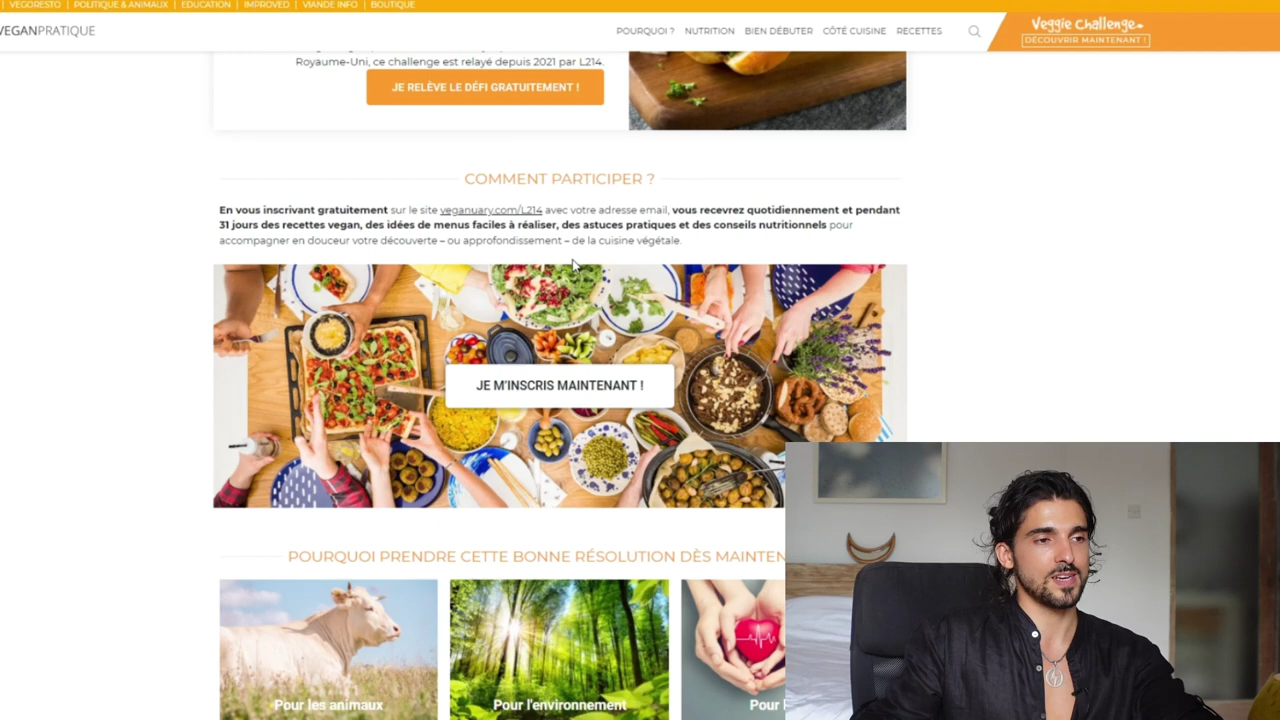 VEGORESTO | POLITIQUE & ANIMAUX | EDUCATION | IMPROVED | VIANDE INFO | BOUTIQUE
VEGANPRATIQUE
POURQUOI ? NUTRITION BIEN DÉBUTER CÔTÉ CUISINE RECETTES
Veggie Challenge
DÉCOUVRIR MAINTENANT !
Royaume-Uni, ce challenge est relayé depuis 2021 par L214.
JE RELÈVE LE DÉFI GRATUITEMENT !
COMMENT PARTICIPER ?
En vous inscrivant gratuitement sur le site veganuary.com/L214 avec votre adresse email, vous recevrez quotidiennement et pendant
31 jours des recettes vegan, des idées de menus faciles à réaliser, des astuces pratiques et des conseils nutritionnels pour
accompagner en douceur votre découverte – ou approfondissement – de la cuisine végétale.
JE M'INSCRIS MAINTENANT !
POURQUOI PRENDRE CETTE BONNE RÉSOLUTION DÈS MAINTEN
Pour les animaux
Pour l'environnement
Pour l